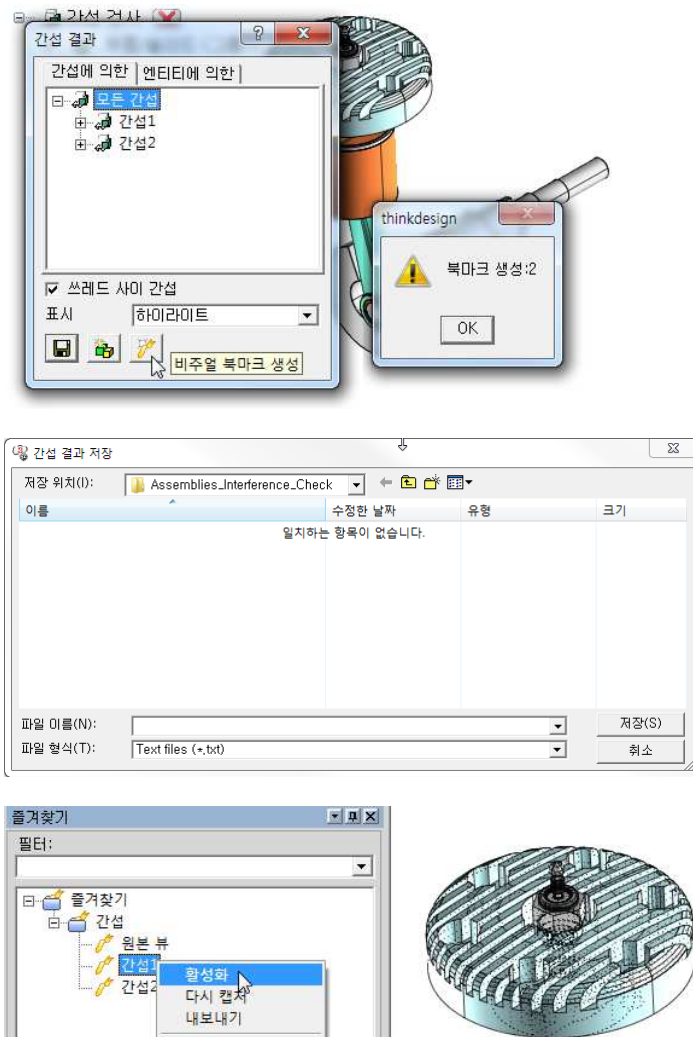 간섭 검사
간섭 결과
간섭에 의한 엔티티에 의한
모든 간섭
간섭1
간섭2
thinkdesign
북마크 생성:2
OK
쓰레드 사이 간섭
표시 하이라이트
비주얼 북마크 생성
간섭 결과 저장
저장 위치(I): Assemblies_Interference_Check
이름 수정한 날짜 유형 크기
일치하는 항목이 없습니다.
파일 이름(N): 저장(S)
파일 형식(T): Text files (*.txt) 취소
즐겨찾기
필터:
즐겨찾기
간섭
원본 뷰
간섭1 활성화
간섭2 다시 캡처
내보내기